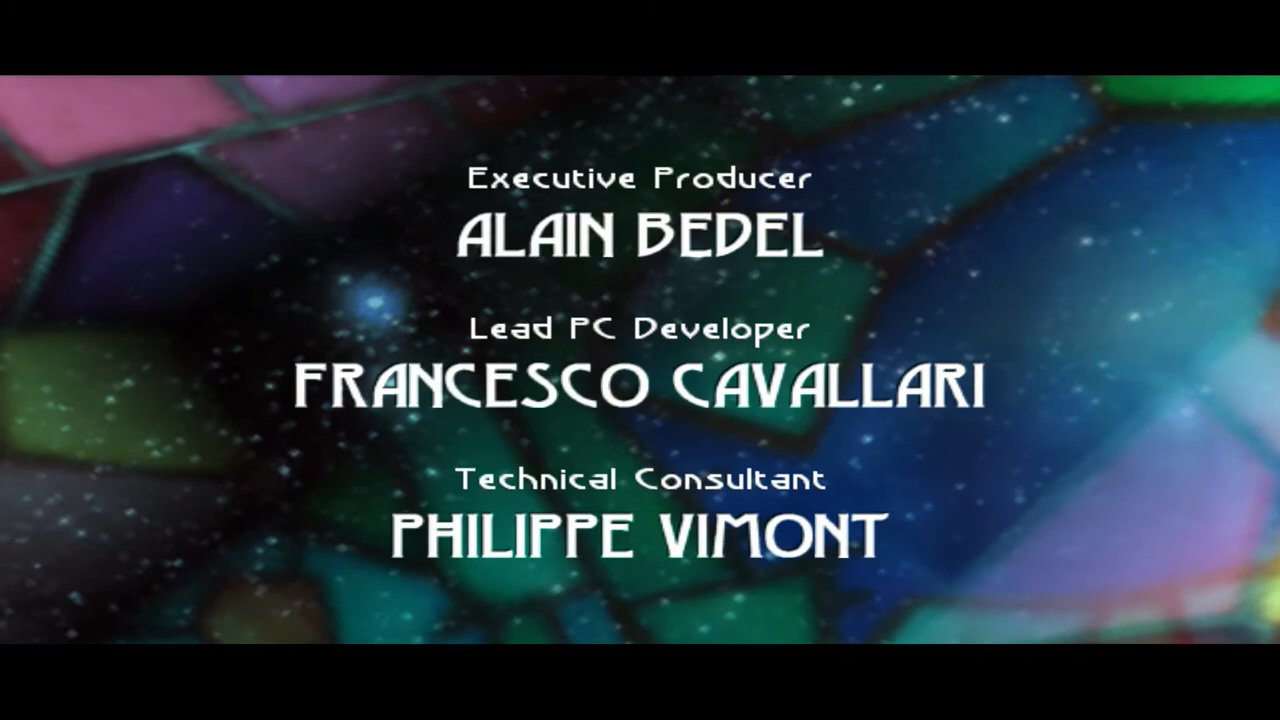 Executive Producer
ALAIN BEDEL
Lead PC Developer
FRANCESCO CAVALLARI
Technical Consultant
PHILIPPE VIMONT